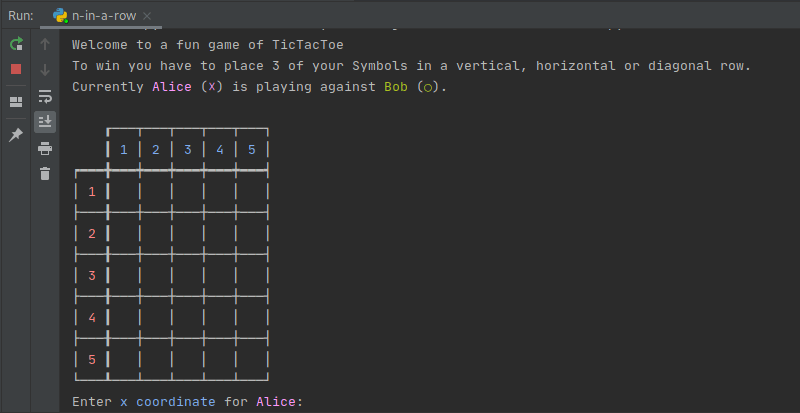 Run: n-in-a-row
Welcome to a fun game of TicTacToe
To win you have to place 3 of your Symbols in a vertical, horizontal or diagonal row.
Currently Alice (x) is playing against Bob (○).
1 2 3 4 5
1
2
3
4
5
Enter x coordinate for Alice: